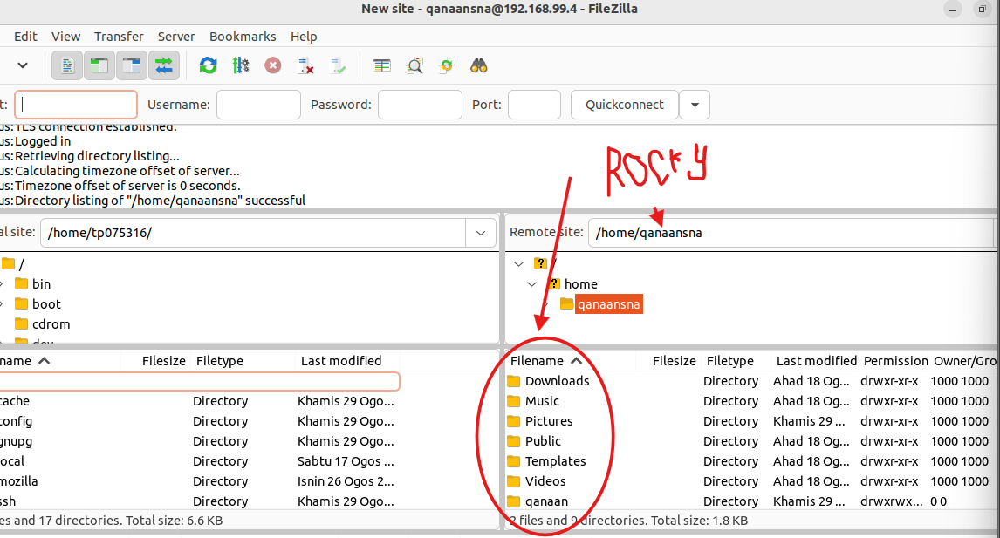 New site - qanaansna@192.168.99.4 - FileZilla
Edit View Transfer Server Bookmarks Help
t: Username: Password: Port: Quickconnect
us:TLS connection established.
us:Logged in
us:Retrieving directory listing...
us:Calculating timezone offset of server...
us:Timezone offset of server is 0 seconds.
us:Directory listing of "/home/qanaansna" successful
ROCKY
al site: /home/tp075316/
/
bin
boot
cdrom
dev
Remote site: /home/qanaansna
/
home
qanaansna
name Filesize Filetype Last modified
cache Directory Khamis 29 Ogo...
config Directory Khamis 29 Ogo...
gnupg Directory Khamis 29 Ogo...
ocal Directory Sabtu 17 Ogos ...
mozilla Directory Isnin 26 Ogos 2...
ssh Directory Khamis 29 Ogo...
es and 17 directories. Total size: 6.6 KB
Filename Filesize Filetype Last modified Permission Owner/Gro
Downloads Directory Ahad 18 Og... drwxr-xr-x 1000 1000
Music Directory Ahad 18 Og... drwxr-xr-x 1000 1000
Pictures Directory Khamis 29 ... drwxr-xr-x 1000 1000
Public Directory Ahad 18 Og... drwxr-xr-x 1000 1000
Templates Directory Ahad 18 Og... drwxr-xr-x 1000 1000
Videos Directory Ahad 18 Og... drwxr-xr-x 1000 1000
qanaan Directory Khamis 29 ... drwxrwx... 0 0
2 files and 9 directories. Total size: 1.8 KB